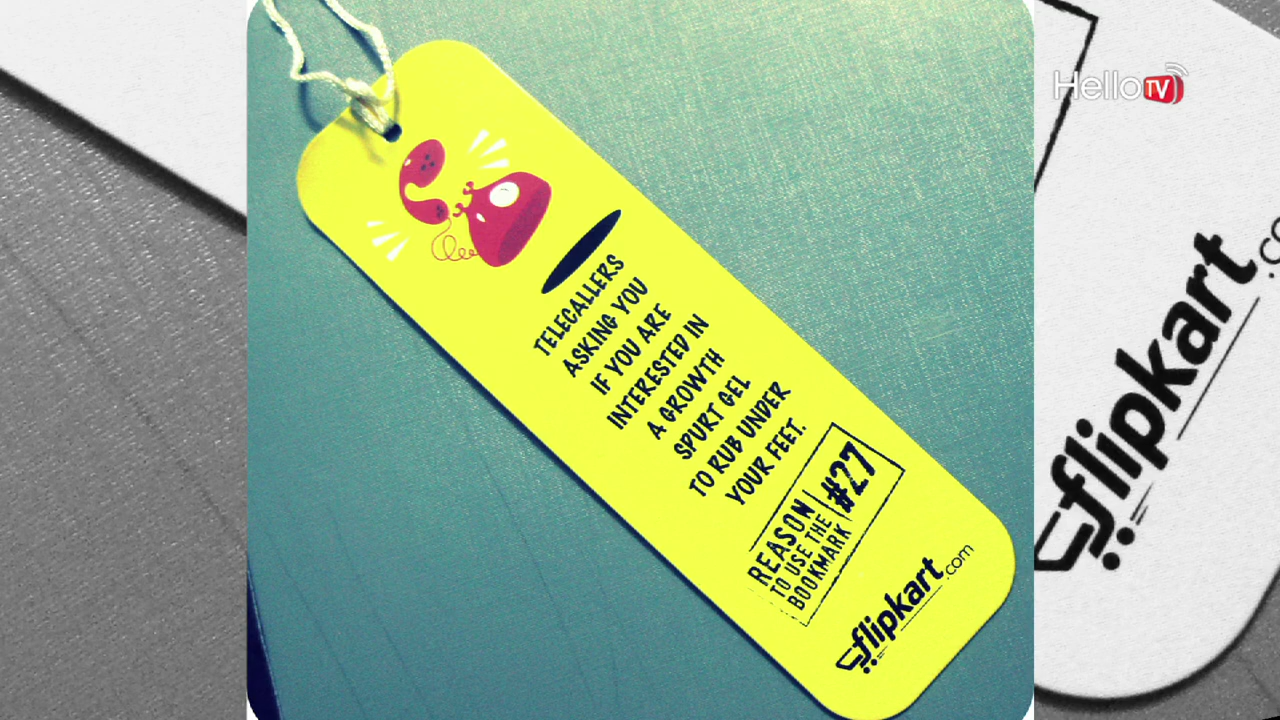 HelloTV
TELECALLERS
ASKING YOU
IF YOU ARE
INTERESTED IN
A GROWTH
SPURT GEL
TO RUB UNDER
YOUR FEET.
REASON
TO USE THE
BOOKMARK
#27
flipkart.com
flipkart.co